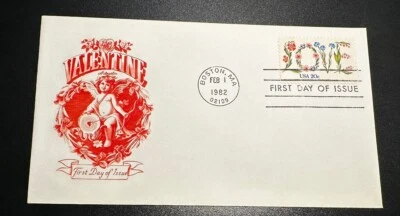 VALENTINE
First Day of Issue
BOSTON, MA
FEB 1
1982
02109
LOVE
USA 20c
FIRST DAY OF ISSUE